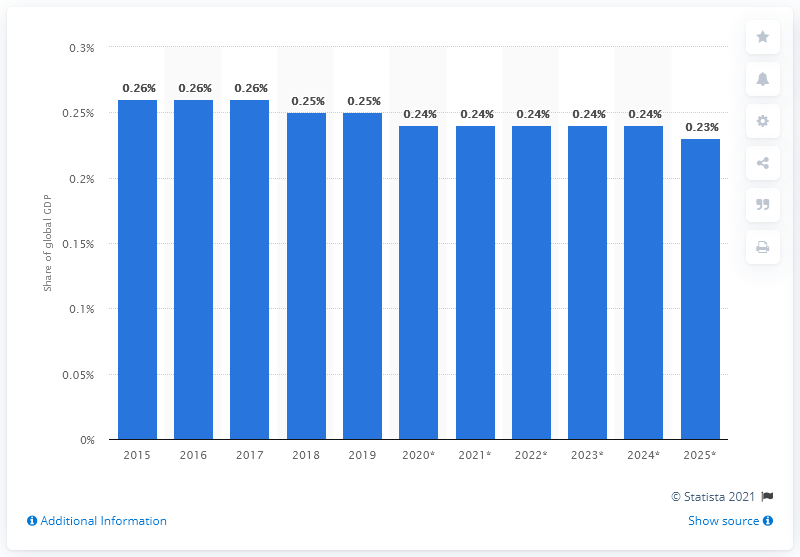 0.3%
0.25%
0.2%
0.15%
0.1%
0.05%
0%
Share of global GDP
0.26% 0.26% 0.26% 0.25% 0.25% 0.24% 0.24% 0.24% 0.24% 0.24% 0.23%
2015 2016 2017 2018 2019 2020* 2021* 2022* 2023* 2024* 2025*
© Statista 2021
Additional Information Show source